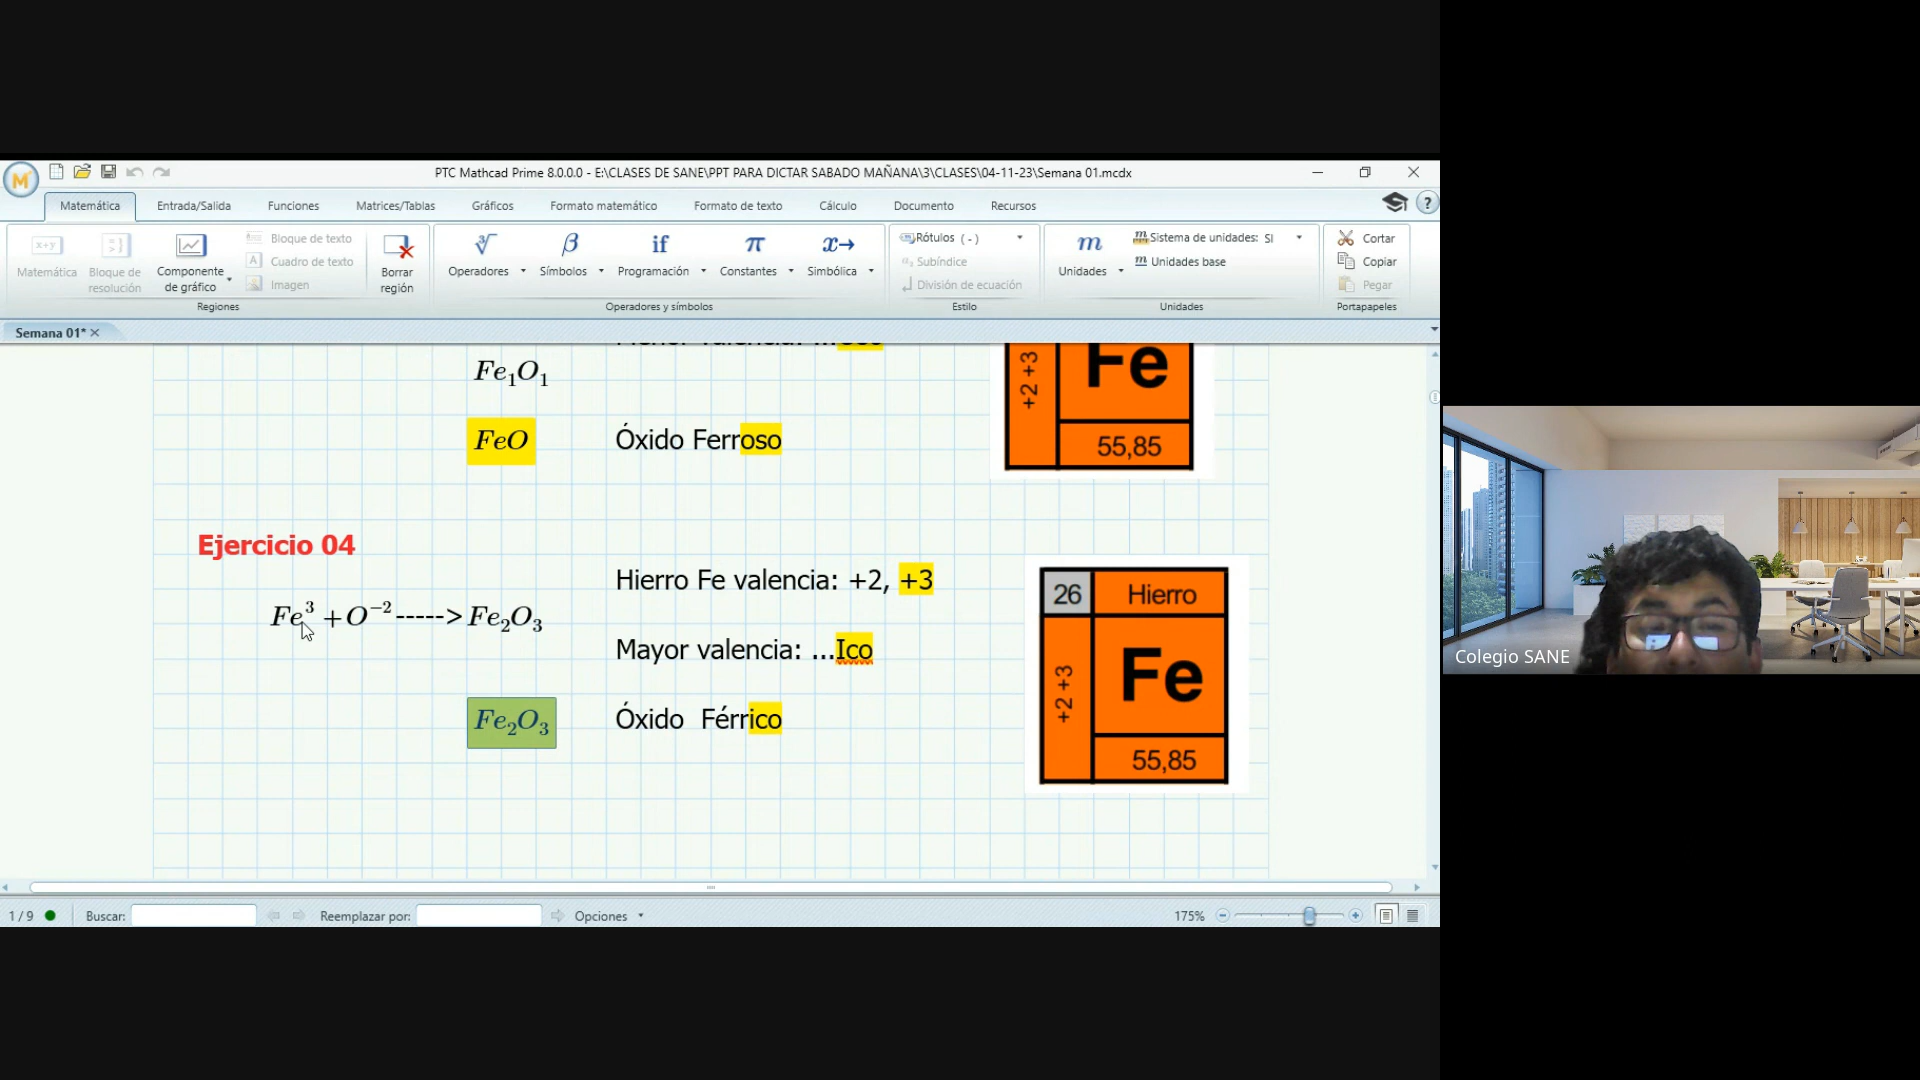 PTC Mathcad Prime 8.0.0.0 - E:\CLASES DE SANE\PPT PARA DICTAR SABADO MAÑANA\3\CLASES\04-11-23\Semana 01.mcdx
Matemática Entrada/Salida Funciones Matrices/Tablas Gráficos Formato matemático Formato de texto Cálculo Documento Recursos
Matemática
Bloque de resolución
Componente de gráfico
Bloque de texto
Cuadro de texto
Imagen
Borrar región
Regiones
Operadores
Símbolos
if
Programación
π
Constantes
Simbólica
Operadores y símbolos
Rótulos ( - )
Subíndice
División de ecuación
Estilo
m
Unidades
Sistema de unidades: SI
Unidades base
Unidades
Cortar
Copiar
Pegar
Portapapeles
Semana 01*
Fe₁O₁
FeO
Óxido Ferroso
+2 +3
Fe
55,85
Ejercicio 04
Fe³ + O⁻² -----> Fe₂O₃
Hierro Fe valencia: +2, +3
Mayor valencia: ...Ico
Fe₂O₃
Óxido Férrico
26 Hierro
+2 +3
Fe
55,85
1 / 9 Buscar: Reemplazar por: Opciones 175%
Colegio SANE